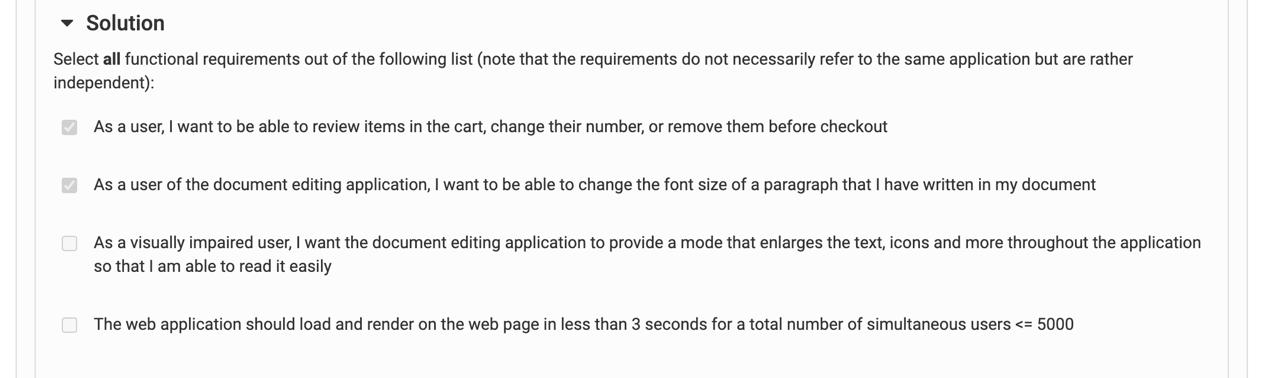 Solution
Select all functional requirements out of the following list (note that the requirements do not necessarily refer to the same application but are rather
independent):
As a user, I want to be able to review items in the cart, change their number, or remove them before checkout
As a user of the document editing application, I want to be able to change the font size of a paragraph that I have written in my document
As a visually impaired user, I want the document editing application to provide a mode that enlarges the text, icons and more throughout the application
so that I am able to read it easily
The web application should load and render on the web page in less than 3 seconds for a total number of simultaneous users <= 5000